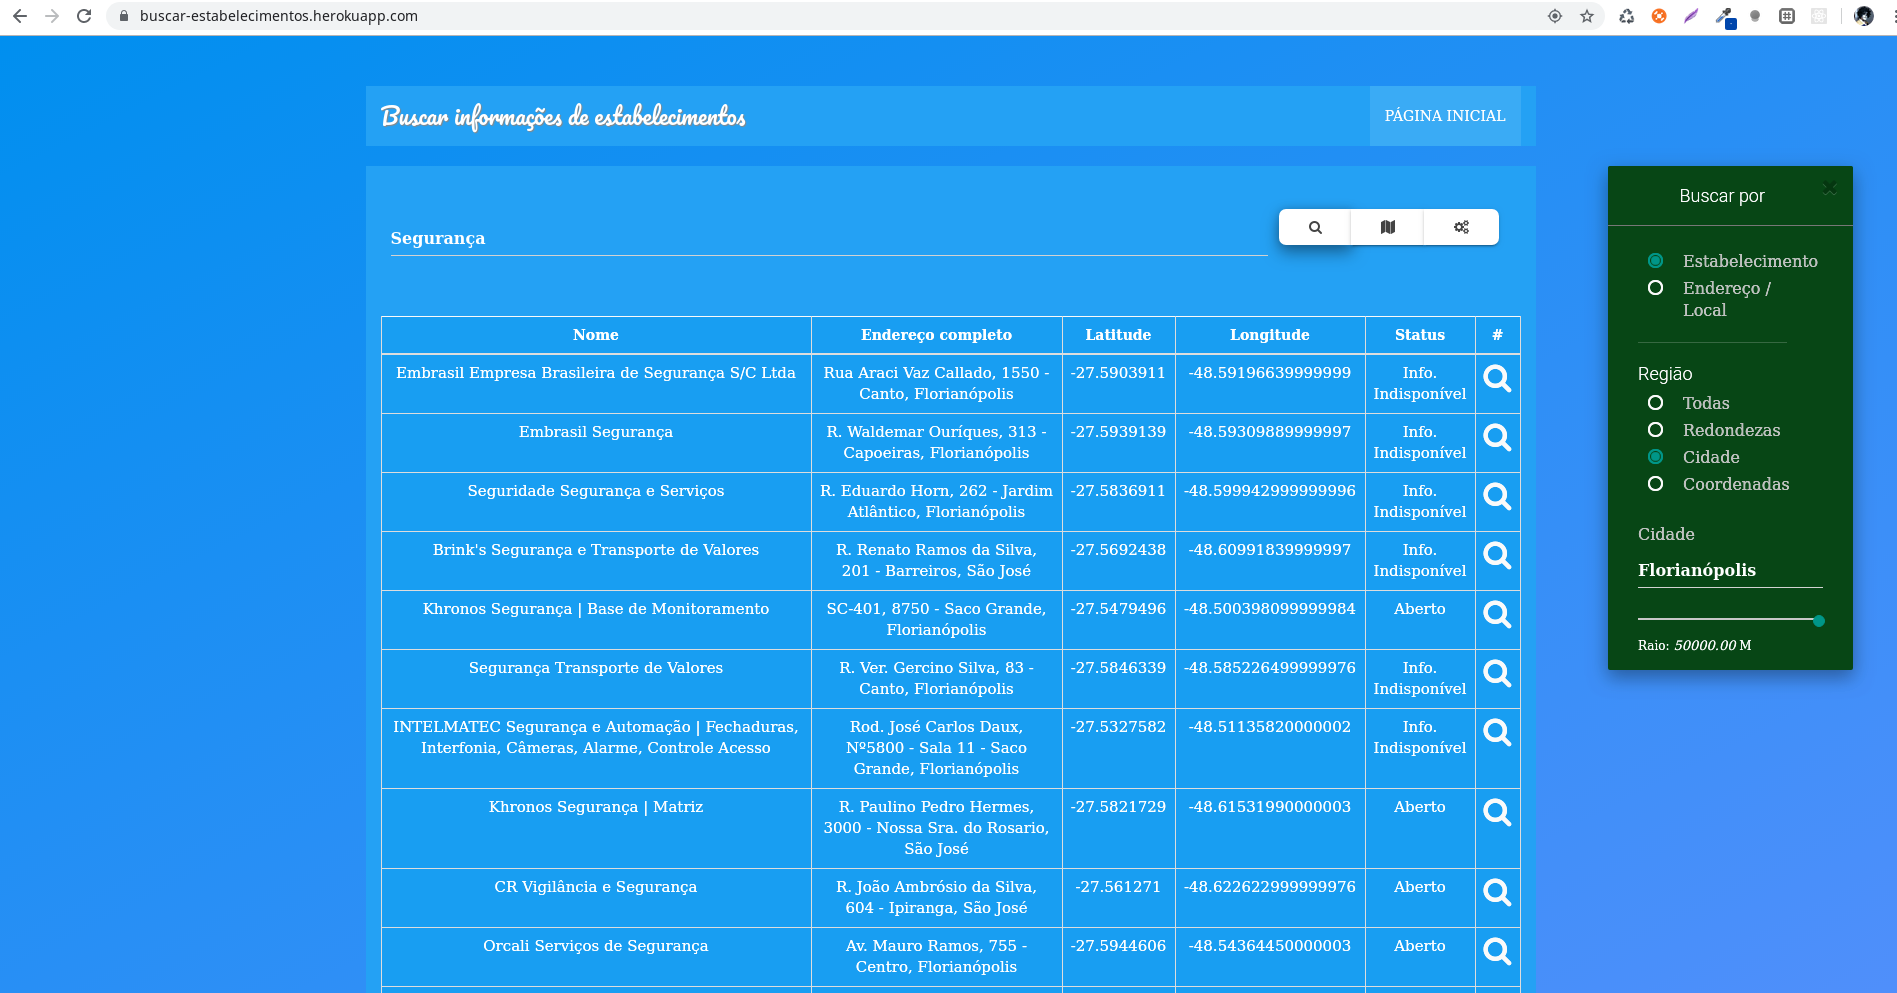 buscar-estabelecimentos.herokuapp.com
Buscar informações de estabelecimentos
PÁGINA INICIAL
Segurança
Nome Endereço completo Latitude Longitude Status #
Embrasil Empresa Brasileira de Segurança S/C Ltda Rua Araci Vaz Callado, 1550 - -27.5903911 -48.59196639999999 Info.
Canto, Florianópolis Indisponível
Embrasil Segurança R. Waldemar Ouríques, 313 - -27.5939139 -48.59309889999997 Info.
Capoeiras, Florianópolis Indisponível
Seguridade Segurança e Serviços R. Eduardo Horn, 262 - Jardim -27.5836911 -48.599942999999996 Info.
Atlântico, Florianópolis Indisponível
Brink's Segurança e Transporte de Valores R. Renato Ramos da Silva, -27.5692438 -48.60991839999997 Info.
201 - Barreiros, São José Indisponível
Khronos Segurança | Base de Monitoramento SC-401, 8750 - Saco Grande, -27.5479496 -48.500398099999984 Aberto
Florianópolis
Segurança Transporte de Valores R. Ver. Gercino Silva, 83 - -27.5846339 -48.585226499999976 Info.
Canto, Florianópolis Indisponível
INTELMATEC Segurança e Automação | Fechaduras, Rod. José Carlos Daux, -27.5327582 -48.51135820000002 Info.
Interfonia, Câmeras, Alarme, Controle Acesso Nº5800 - Sala 11 - Saco Indisponível
Grande, Florianópolis
Khronos Segurança | Matriz R. Paulino Pedro Hermes, -27.5821729 -48.61531990000003 Aberto
3000 - Nossa Sra. do Rosario,
São José
CR Vigilância e Segurança R. João Ambrósio da Silva, -27.561271 -48.622622999999976 Aberto
604 - Ipiranga, São José
Orcali Serviços de Segurança Av. Mauro Ramos, 755 - -27.5944606 -48.54364450000003 Aberto
Centro, Florianópolis
Buscar por
Estabelecimento
Endereço /
Local
Região
Todas
Redondezas
Cidade
Coordenadas
Cidade
Florianópolis
Raio: 50000.00 M